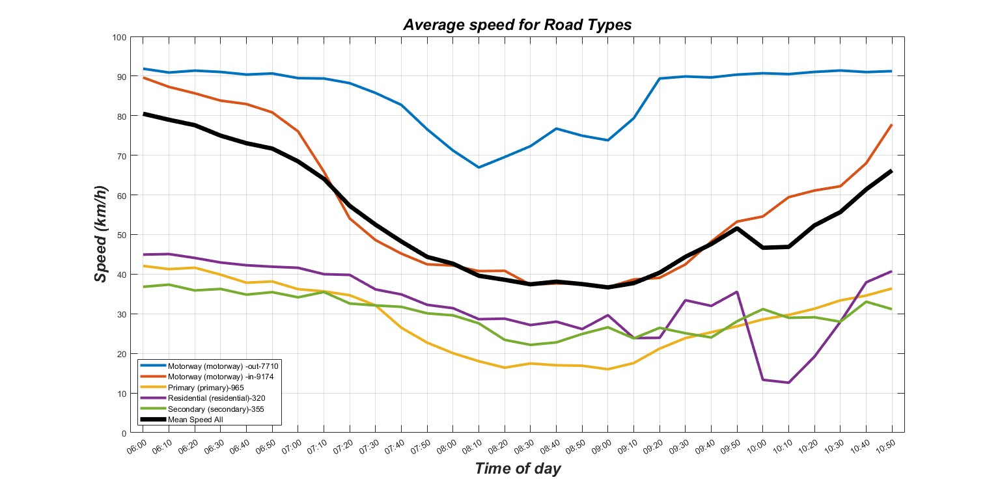 Average speed for Road Types
Speed (km/h)
100
90
80
70
60
50
40
30
20
10
0
Motorway (motorway) -out-7710
Motorway (motorway) -in-9174
Primary (primary)-965
Residential (residential)-320
Secondary (secondary)-355
Mean Speed All
06:00 06:10 06:20 06:30 06:40 06:50 07:00 07:10 07:20 07:30 07:40 07:50 08:00 08:10 08:20 08:30 08:40 08:50 09:00 09:10 09:20 09:30 09:40 09:50 10:00 10:10 10:20 10:30 10:40 10:50
Time of day